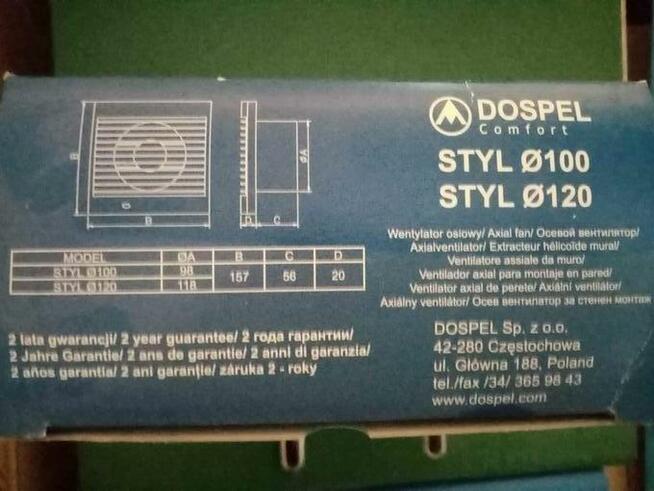 DOSPEL
Comfort
STYL Ø100
STYL Ø120
B
B
ØA
D
C
MODEL ØA B C D
STYL Ø100 98 157 56 20
STYL Ø120 118
Wentylator osiowy/ Axial fan/ Осевой вентилятор/
Axialventilator/ Extracteur hélicoïde mural/
Ventilatore assiale da muro/
Ventilador axial para montaje en pared/
Ventilator axial de perete/ Axiální ventilátor/
Axiálny ventilátor/ Осев вентилатор за стенен монтаж
2 lata gwarancji/ 2 year guarantee/ 2 года гарантии/
2 Jahre Garantie/ 2 ans de garantie/ 2 anni di garanzia/
2 años garantia/ 2 ani garanţie/ záruka 2 - roky
DOSPEL Sp. z o.o.
42-280 Częstochowa
ul. Główna 188, Poland
tel./fax /34/ 365 98 43
www.dospel.com